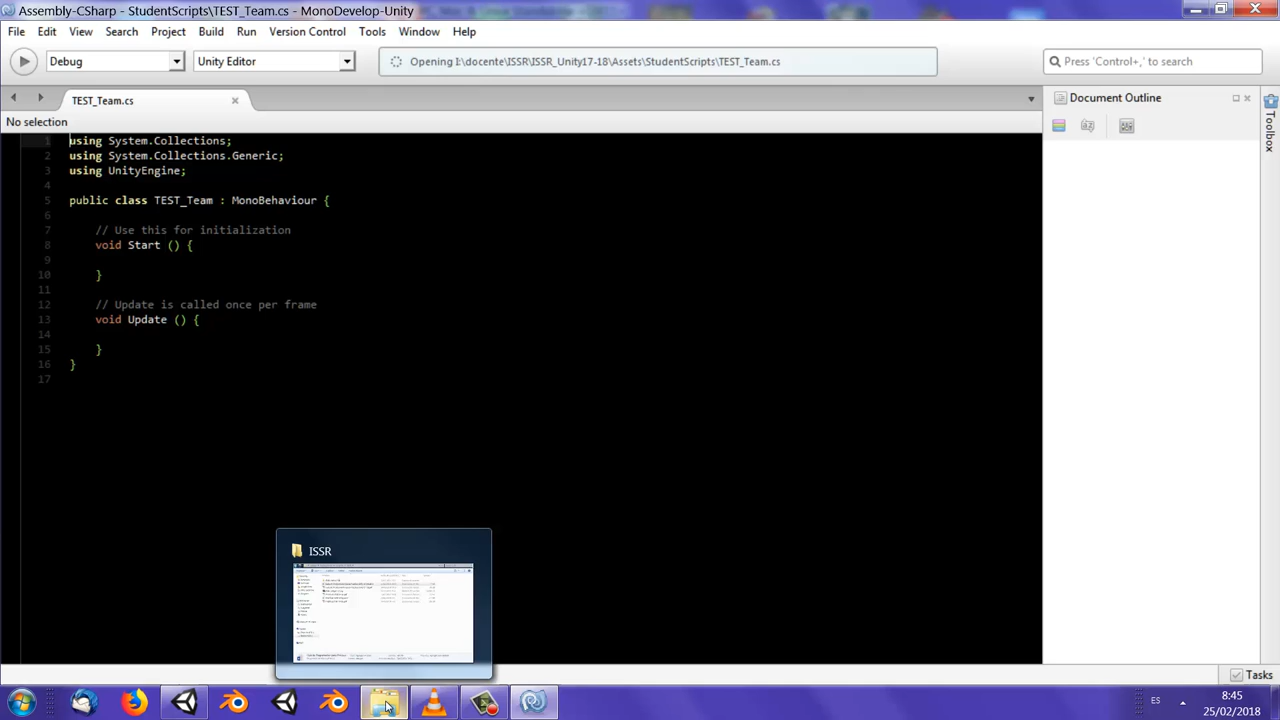 Assembly-CSharp - StudentScripts\TEST_Team.cs - MonoDevelop-Unity
File Edit View Search Project Build Run Version Control Tools Window Help
Debug
Unity Editor
Opening I:\docente\ISSR\ISSR_Unity17-18\Assets\StudentScripts\TEST_Team.cs
Press 'Control+,' to search
TEST_Team.cs
Document Outline
Toolbox
No selection
1 using System.Collections;
2 using System.Collections.Generic;
3 using UnityEngine;
4
5 public class TEST_Team : MonoBehaviour {
6
7 // Use this for initialization
8 void Start () {
9
10 }
11
12 // Update is called once per frame
13 void Update () {
14
15 }
16 }
17
ISSR
Tasks
ES
8:45
25/02/2018